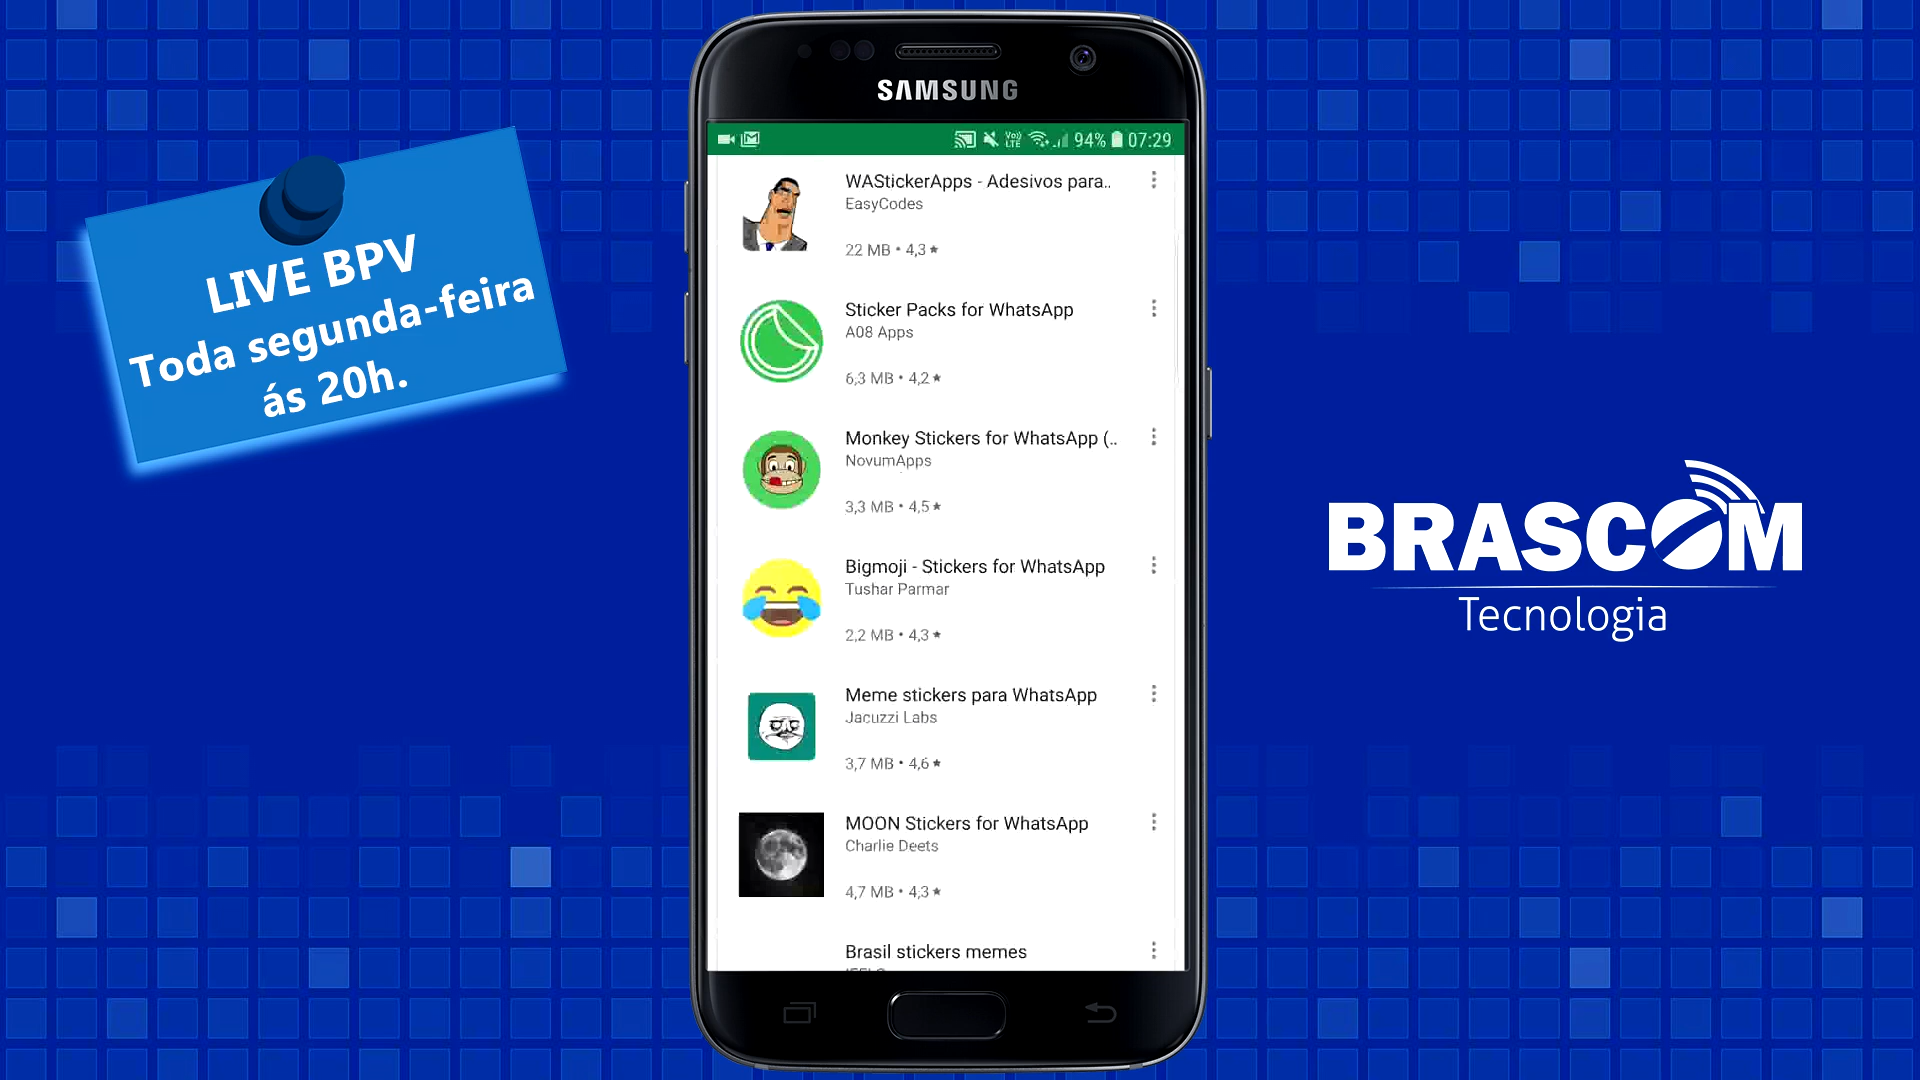 LIVE BPV
Toda segunda-feira
ás 20h.
SAMSUNG
Vo))
LTE
94%
07:29
WAStickerApps - Adesivos para..
EasyCodes
22 MB • 4,3 ★
Sticker Packs for WhatsApp
A08 Apps
6,3 MB • 4,2 ★
Monkey Stickers for WhatsApp (..
NovumApps
3,3 MB • 4,5 ★
Bigmoji - Stickers for WhatsApp
Tushar Parmar
2,2 MB • 4,3 ★
Meme stickers para WhatsApp
Jacuzzi Labs
3,7 MB • 4,6 ★
MOON Stickers for WhatsApp
Charlie Deets
4,7 MB • 4,3 ★
Brasil stickers memes
BRASCOM
Tecnologia